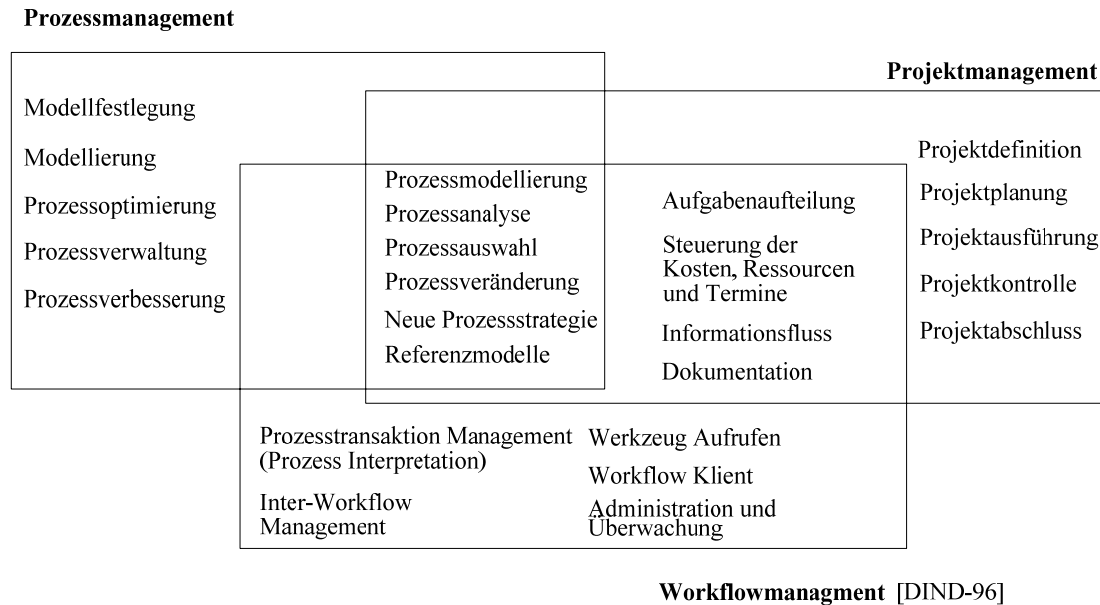 Prozessmanagement
Projektmanagement
Modellfestlegung
Modellierung
Prozessoptimierung
Prozessverwaltung
Prozessverbesserung
Prozessmodellierung
Prozessanalyse
Prozessauswahl
Prozessveränderung
Neue Prozessstrategie
Referenzmodelle
Aufgabenaufteilung
Steuerung der
Kosten, Ressourcen
und Termine
Informationsfluss
Dokumentation
Projektdefinition
Projektplanung
Projektausführung
Projektkontrolle
Projektabschluss
Prozesstransaktion Management
(Prozess Interpretation)
Inter-Workflow
Management
Werkzeug Aufrufen
Workflow Klient
Administration und
Überwachung
Workflowmanagment [DIND-96]